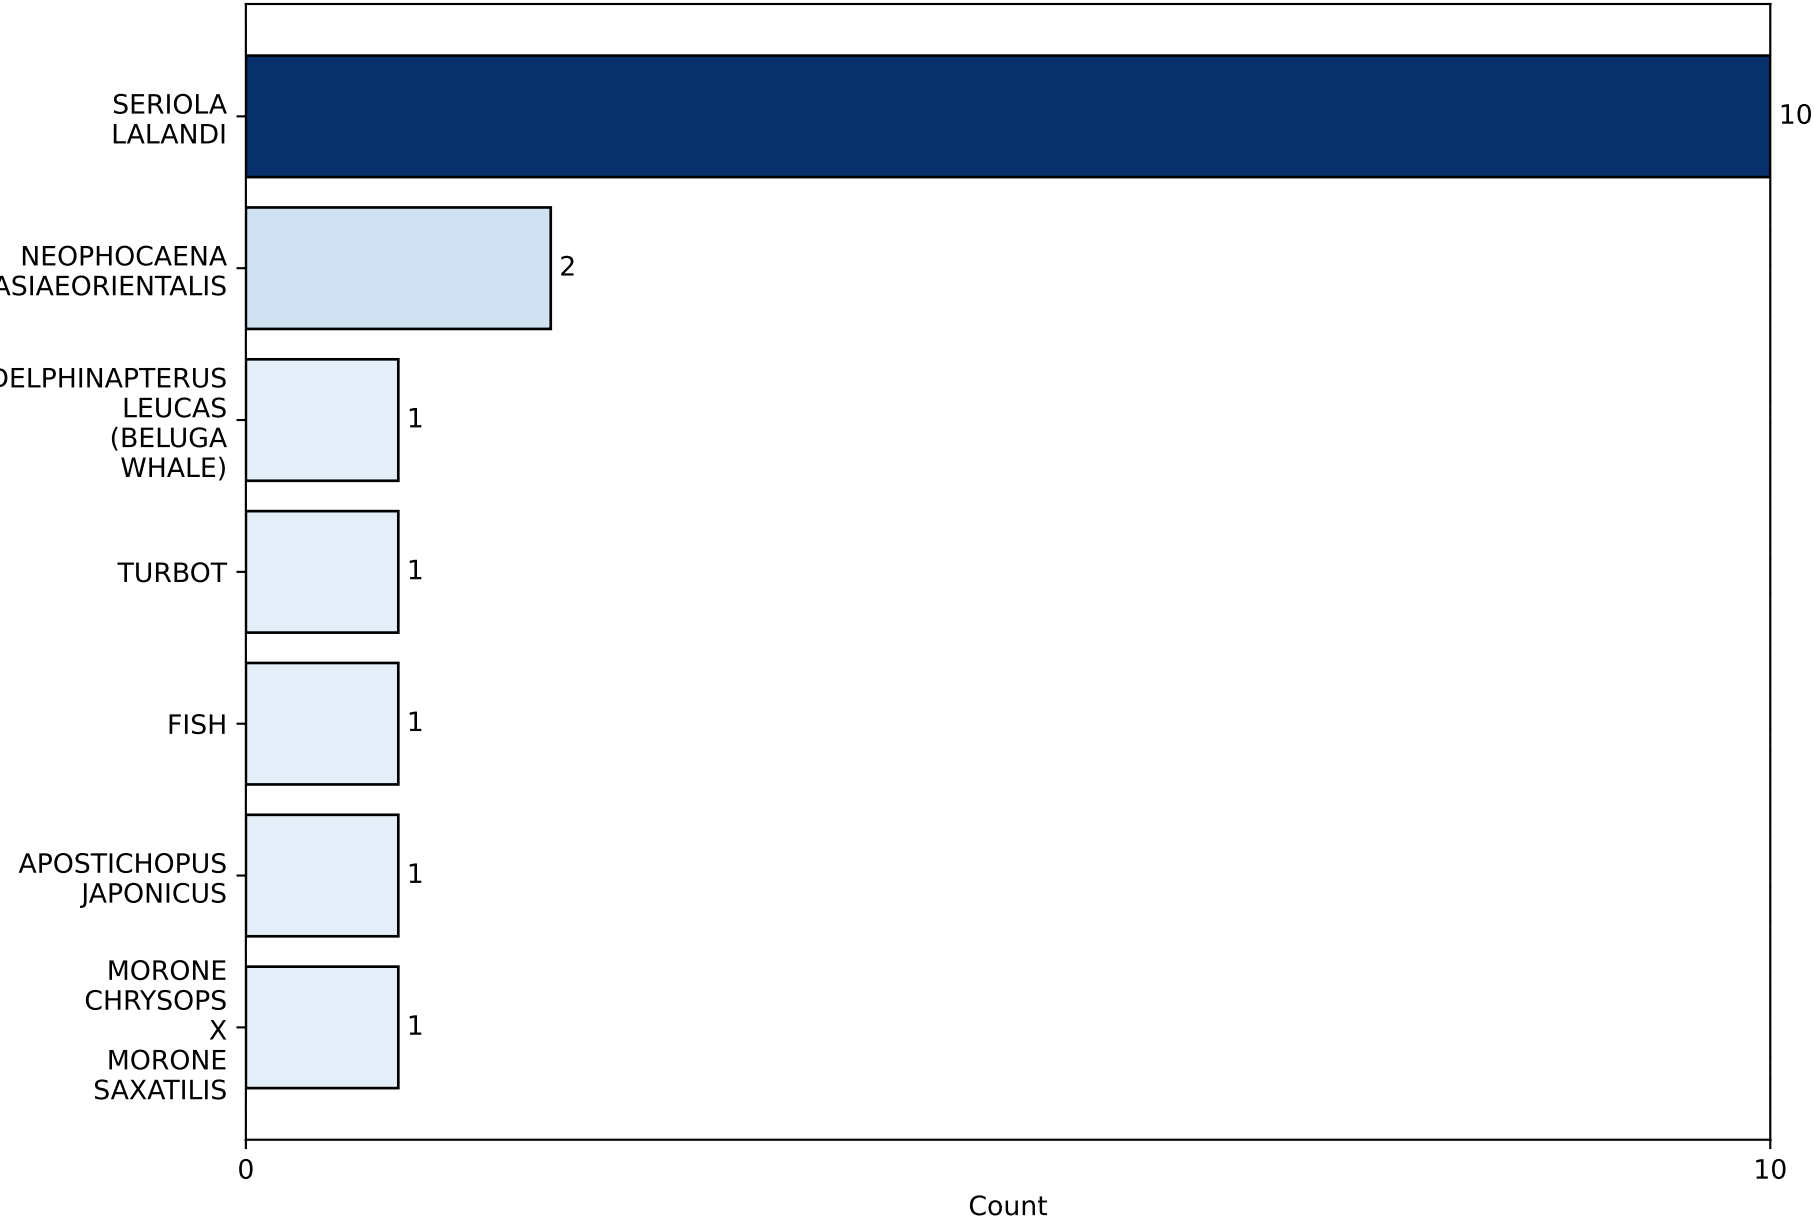 SERIOLA
LALANDI
10
NEOPHOCAENA
ASIAEORIENTALIS
2
DELPHINAPTERUS
LEUCAS
(BELUGA
WHALE)
1
TURBOT
1
FISH
1
APOSTICHOPUS
JAPONICUS
1
MORONE
CHRYSOPS
X
MORONE
SAXATILIS
1
0
10
Count